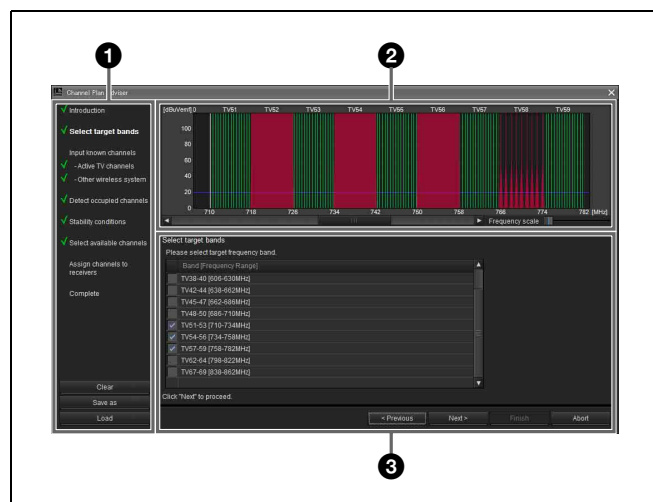 1
2
Channel Plan Adviser
Introduction
Select target bands
Input known channels
- Active TV channels
- Other wireless system
Detect occupied channels
Stability conditions
Select available channels
Assign channels to
receivers
Complete
Clear
Save as
Load
[dBuVemf] 0 TV51 TV52 TV53 TV54 TV55 TV56 TV57 TV58 TV59
100
80
60
40
20
0
710 718 726 734 742 750 758 766 774 782 [MHz]
Frequency scale
Select target bands
Please select target frequency band.
Band [Frequency Range]
TV38-40 [606-630MHz]
TV42-44 [638-662MHz]
TV45-47 [662-686MHz]
TV48-50 [686-710MHz]
TV51-53 [710-734MHz]
TV54-56 [734-758MHz]
TV57-59 [758-782MHz]
TV62-64 [798-822MHz]
TV67-69 [838-862MHz]
Click "Next" to proceed.
< Previous Next > Finish Abort
3